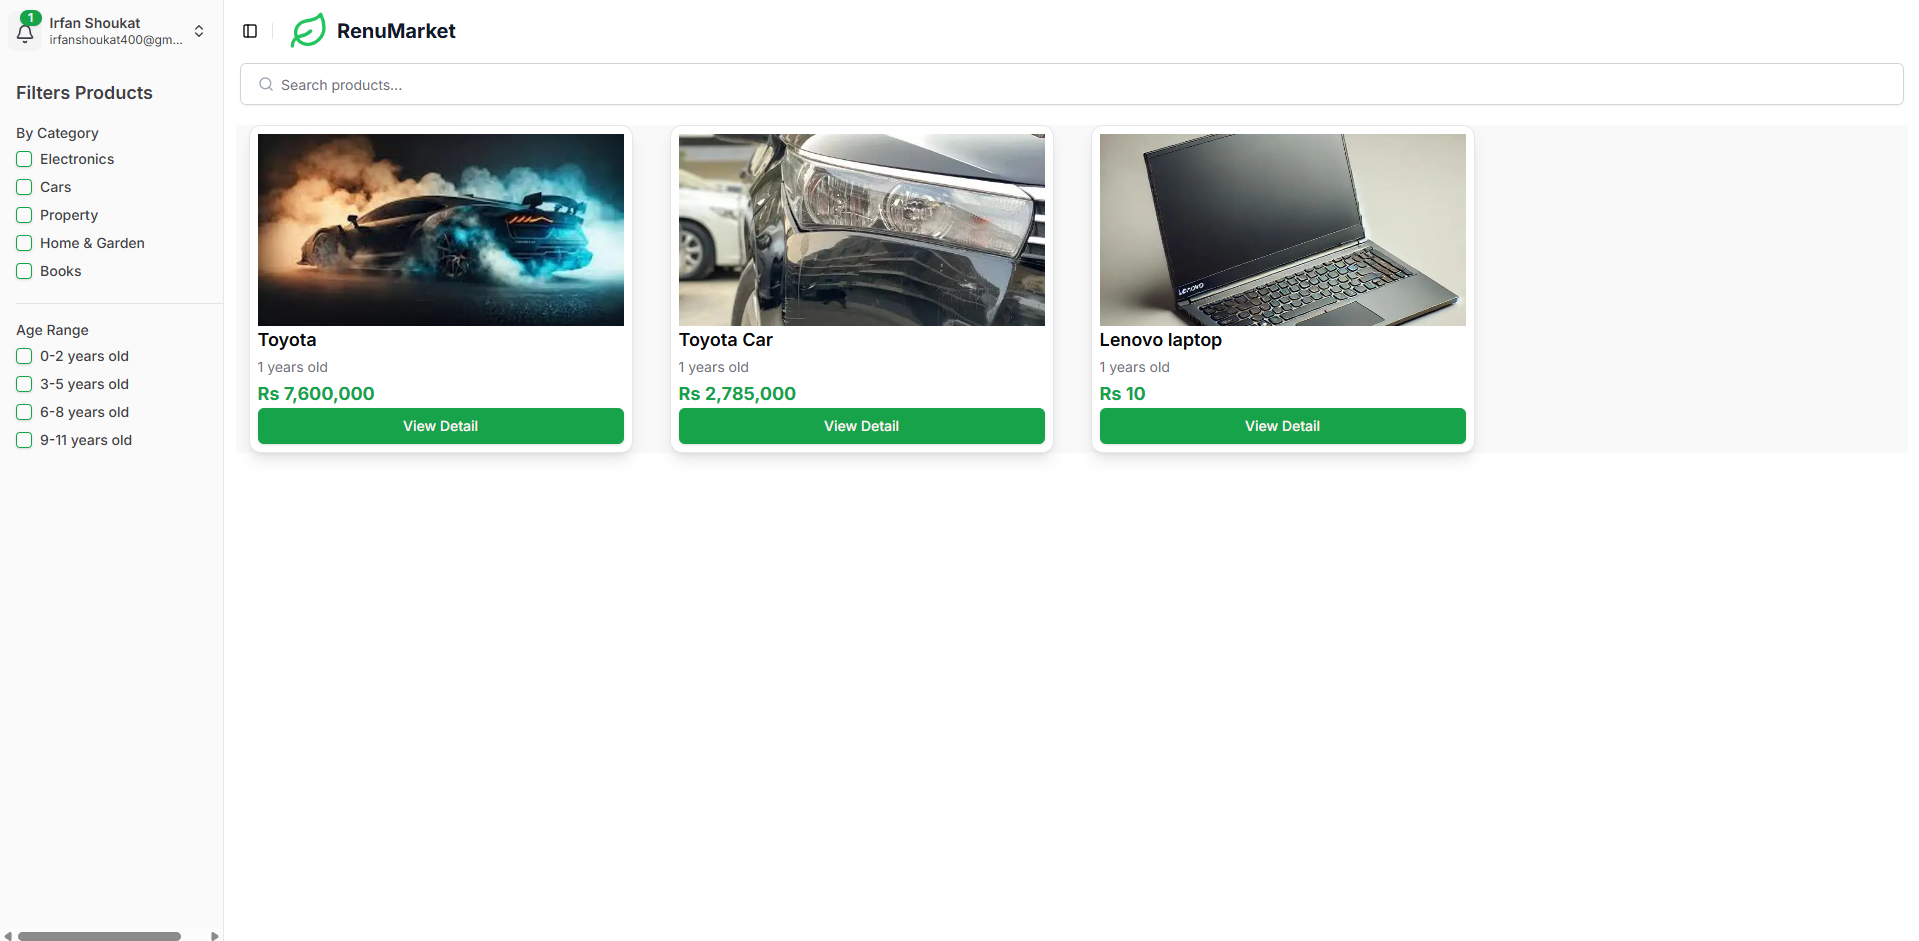 1
Irfan Shoukat
irfanshoukat400@gm...
RenuMarket
Search products...
Filters Products
By Category
Electronics
Cars
Property
Home & Garden
Books
Age Range
0-2 years old
3-5 years old
6-8 years old
9-11 years old
Toyota
1 years old
Rs 7,600,000
View Detail
Toyota Car
1 years old
Rs 2,785,000
View Detail
Lenovo
Lenovo laptop
1 years old
Rs 10
View Detail